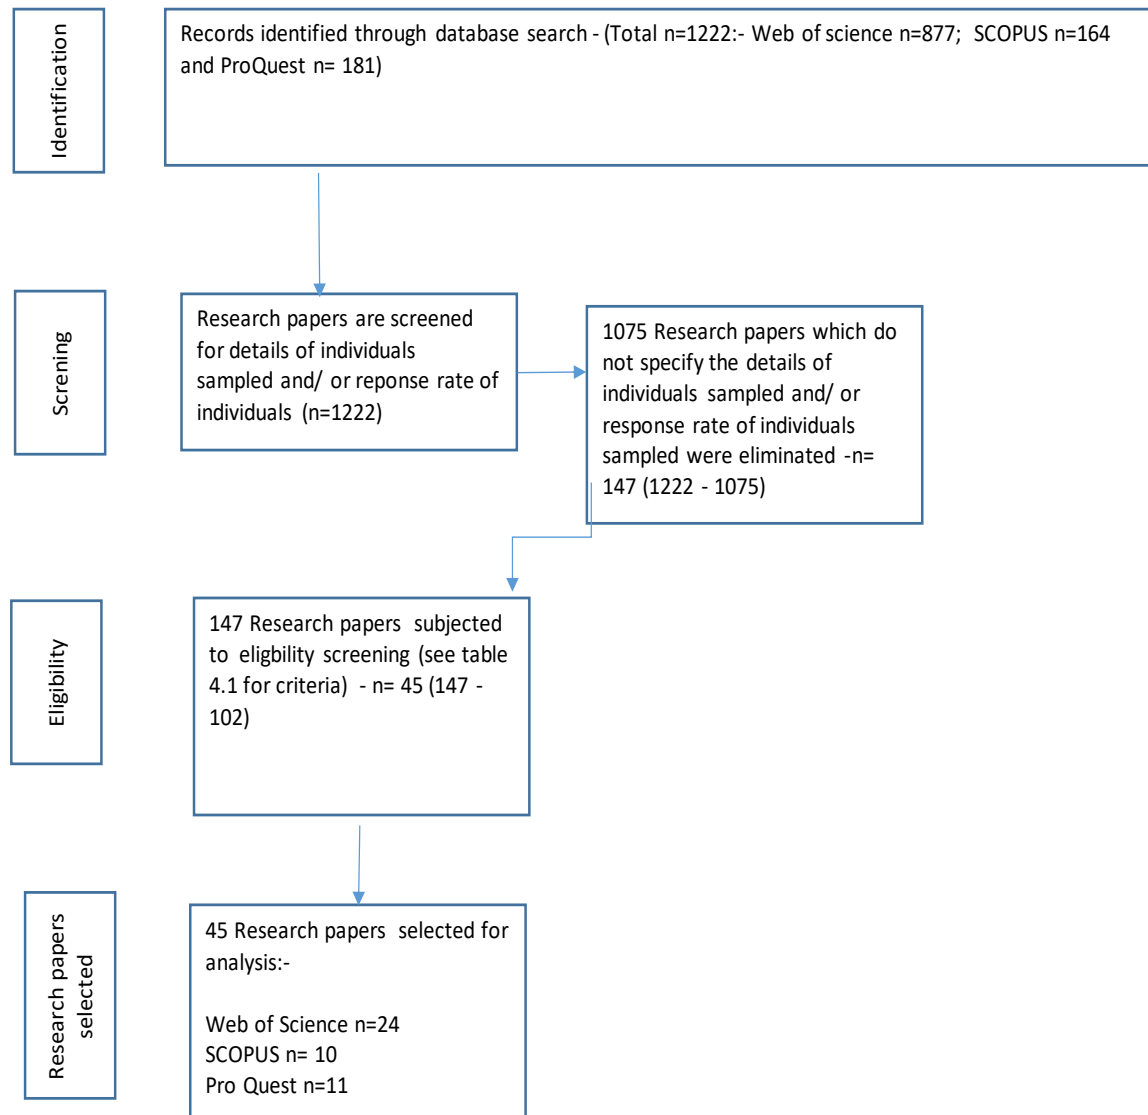 Identification
Records identified through database search - (Total n=1222:- Web of science n=877; SCOPUS n=164
and ProQuest n= 181)
Screning
Research papers are screened
for details of individuals
sampled and/ or reponse rate of
individuals (n=1222)
1075 Research papers which do
not specify the details of
individuals sampled and/ or
response rate of individuals
sampled were eliminated -n=
147 (1222 - 1075)
Eligibility
147 Research papers subjected
to eligbility screening (see table
4.1 for criteria) - n= 45 (147 -
102)
Research papers
selected
45 Research papers selected for
analysis:-
Web of Science n=24
SCOPUS n= 10
Pro Quest n=11